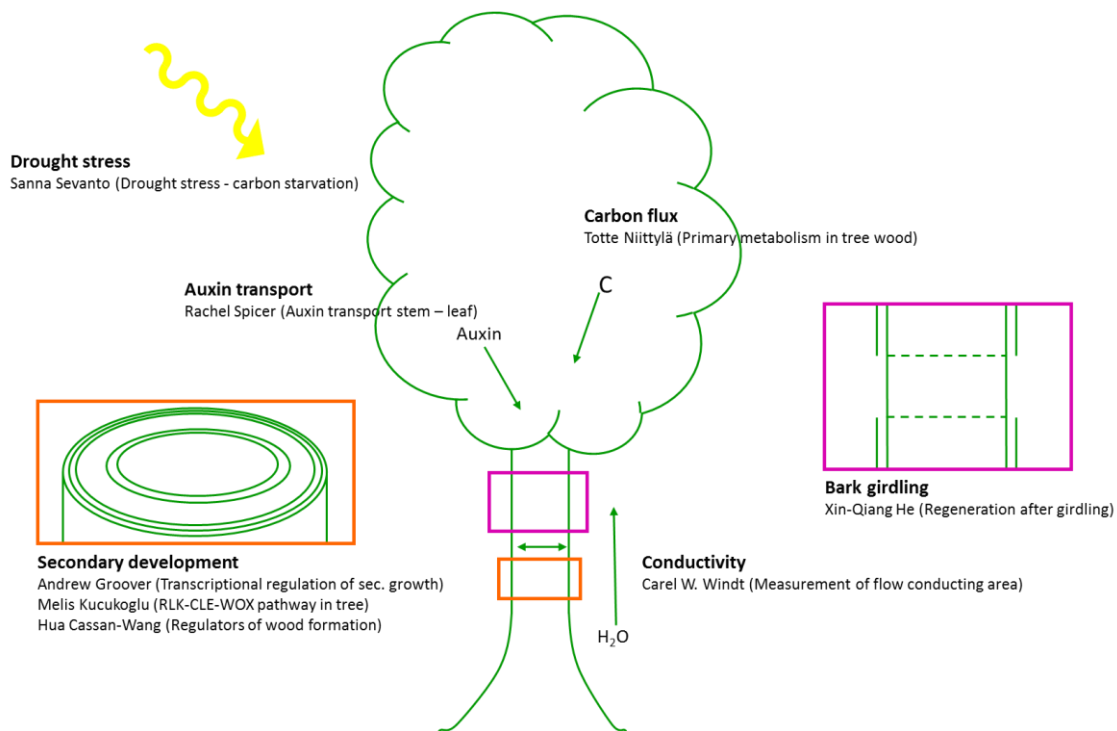 Drought stress
Sanna Sevanto (Drought stress - carbon starvation)
Carbon flux
Totte Niittylä (Primary metabolism in tree wood)
C
Auxin transport
Rachel Spicer (Auxin transport stem – leaf)
Auxin
Bark girdling
Xin-Qiang He (Regeneration after girdling)
Secondary development
Andrew Groover (Transcriptional regulation of sec. growth)
Melis Kucukoglu (RLK-CLE-WOX pathway in tree)
Hua Cassan-Wang (Regulators of wood formation)
Conductivity
Carel W. Windt (Measurement of flow conducting area)
H₂O